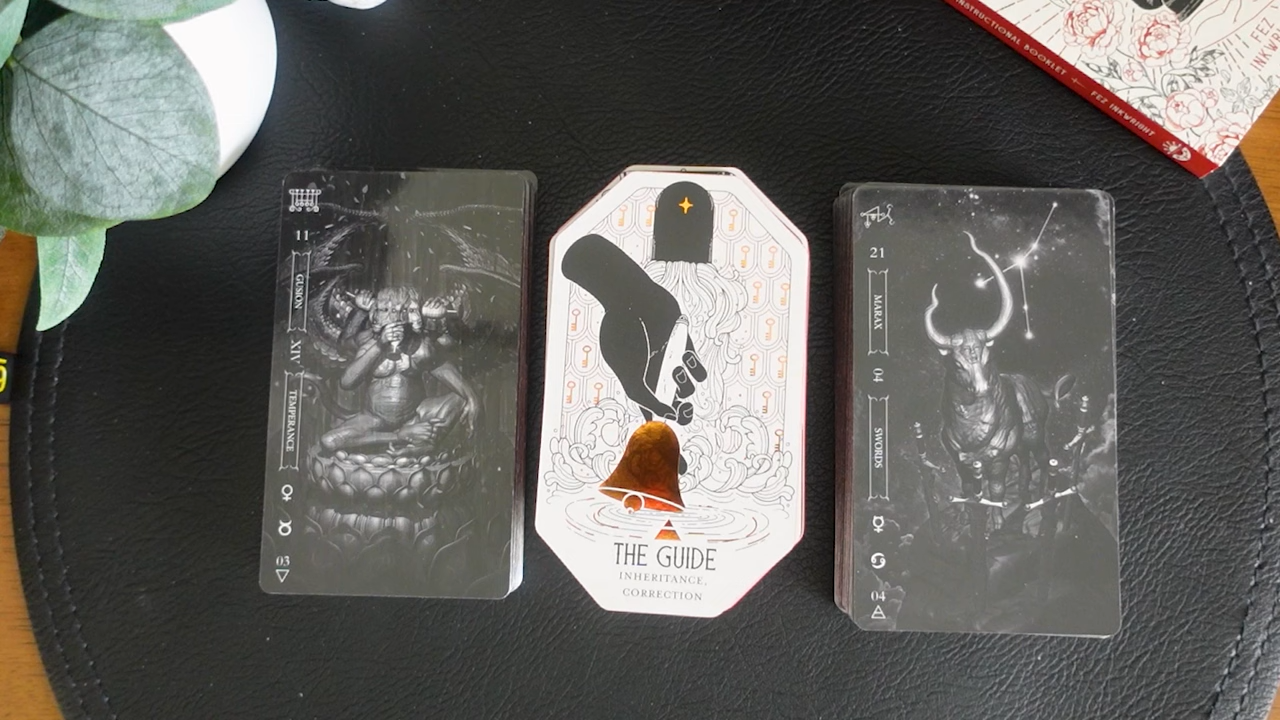 INSTRUCTIONAL BOOKLET
FEZ INKWRIGHT
11
GUSION
XIV
TEMPERANCE
03
THE GUIDE
INHERITANCE,
CORRECTION
21
MARAX
04
SWORDS
04